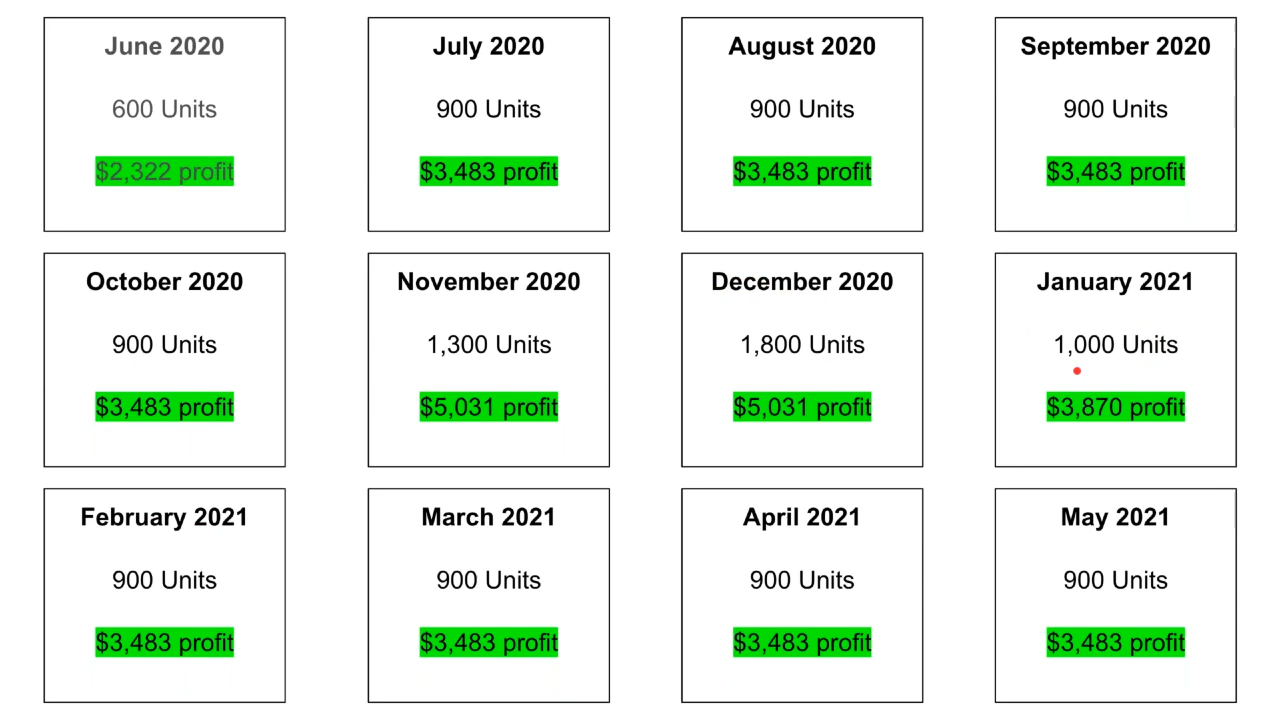 June 2020
600 Units
$2,322 profit
July 2020
900 Units
$3,483 profit
August 2020
900 Units
$3,483 profit
September 2020
900 Units
$3,483 profit
October 2020
900 Units
$3,483 profit
November 2020
1,300 Units
$5,031 profit
December 2020
1,800 Units
$5,031 profit
January 2021
1,000 Units
$3,870 profit
February 2021
900 Units
$3,483 profit
March 2021
900 Units
$3,483 profit
April 2021
900 Units
$3,483 profit
May 2021
900 Units
$3,483 profit